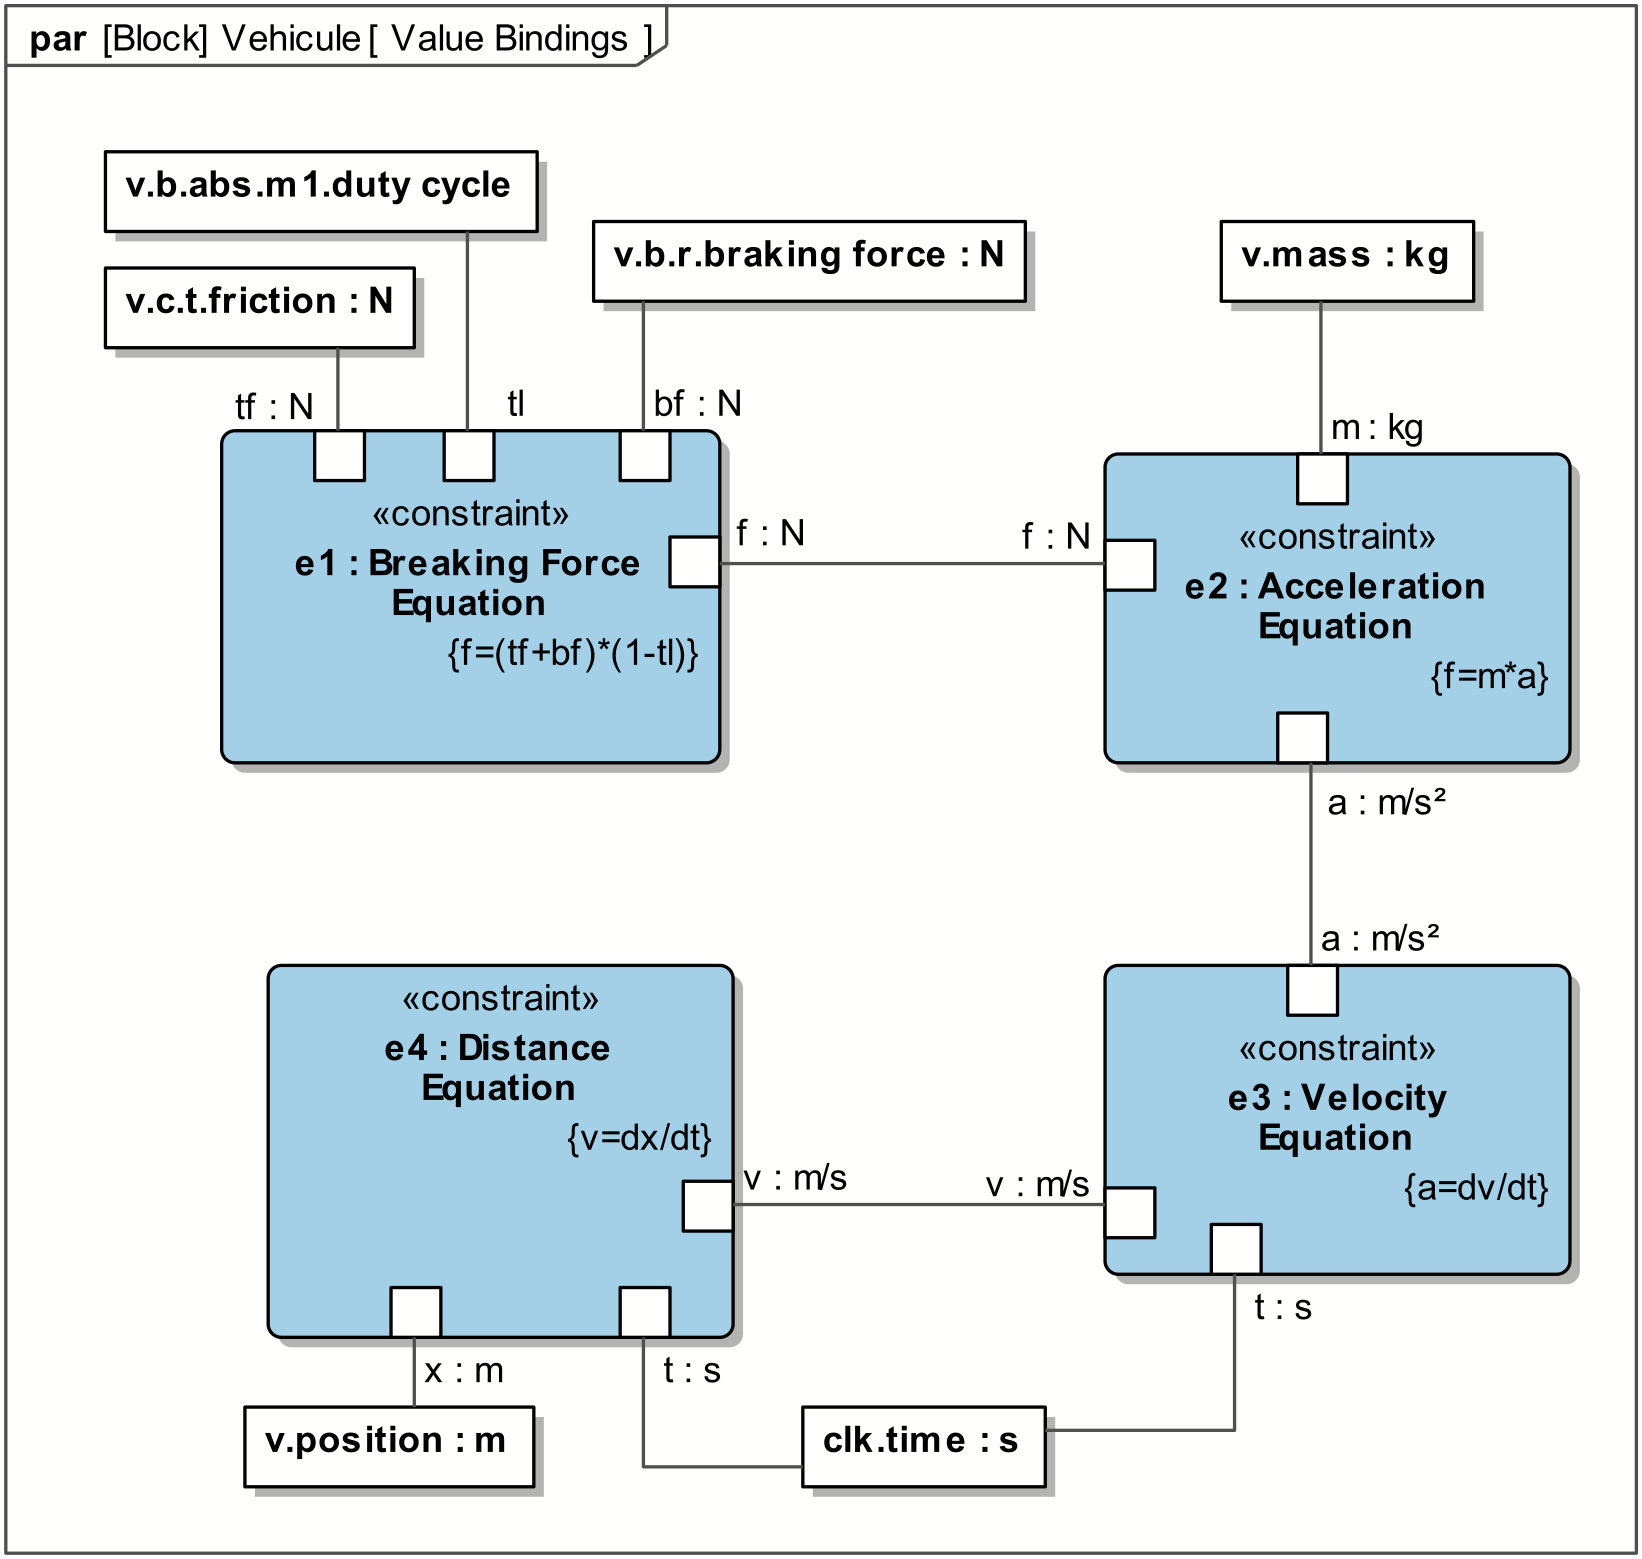 par [Block] Vehicule [ Value Bindings ]
v.b.abs.m1.duty cycle
v.b.r.braking force : N
v.mass : kg
v.c.t.friction : N
tf : N
tl
bf : N
m : kg
«constraint»
e1 : Breaking Force
Equation
{f=(tf+bf)*(1-tl)}
f : N
f : N
«constraint»
e2 : Acceleration
Equation
{f=m*a}
a : m/s²
a : m/s²
«constraint»
e4 : Distance
Equation
{v=dx/dt}
v : m/s
v : m/s
«constraint»
e3 : Velocity
Equation
{a=dv/dt}
t : s
x : m
t : s
v.position : m
clk.time : s